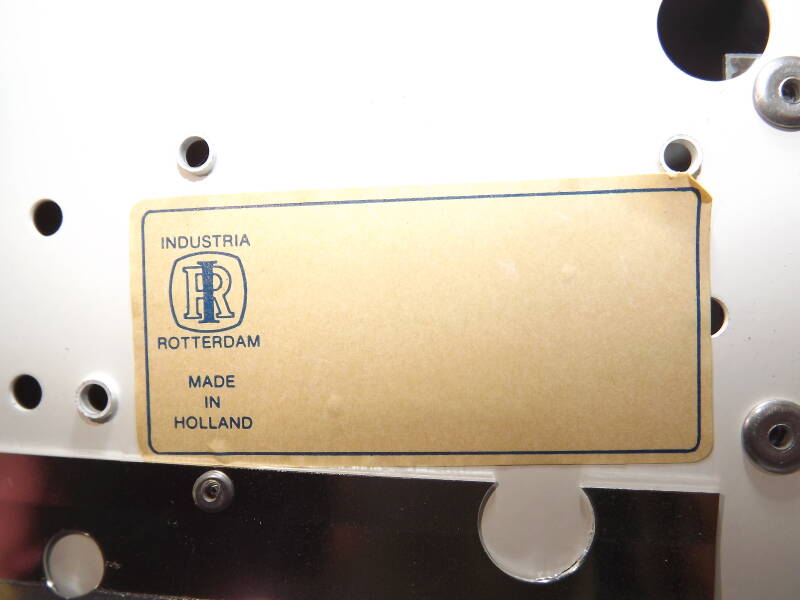 INDUSTRIA
IR
ROTTERDAM
MADE
IN
HOLLAND